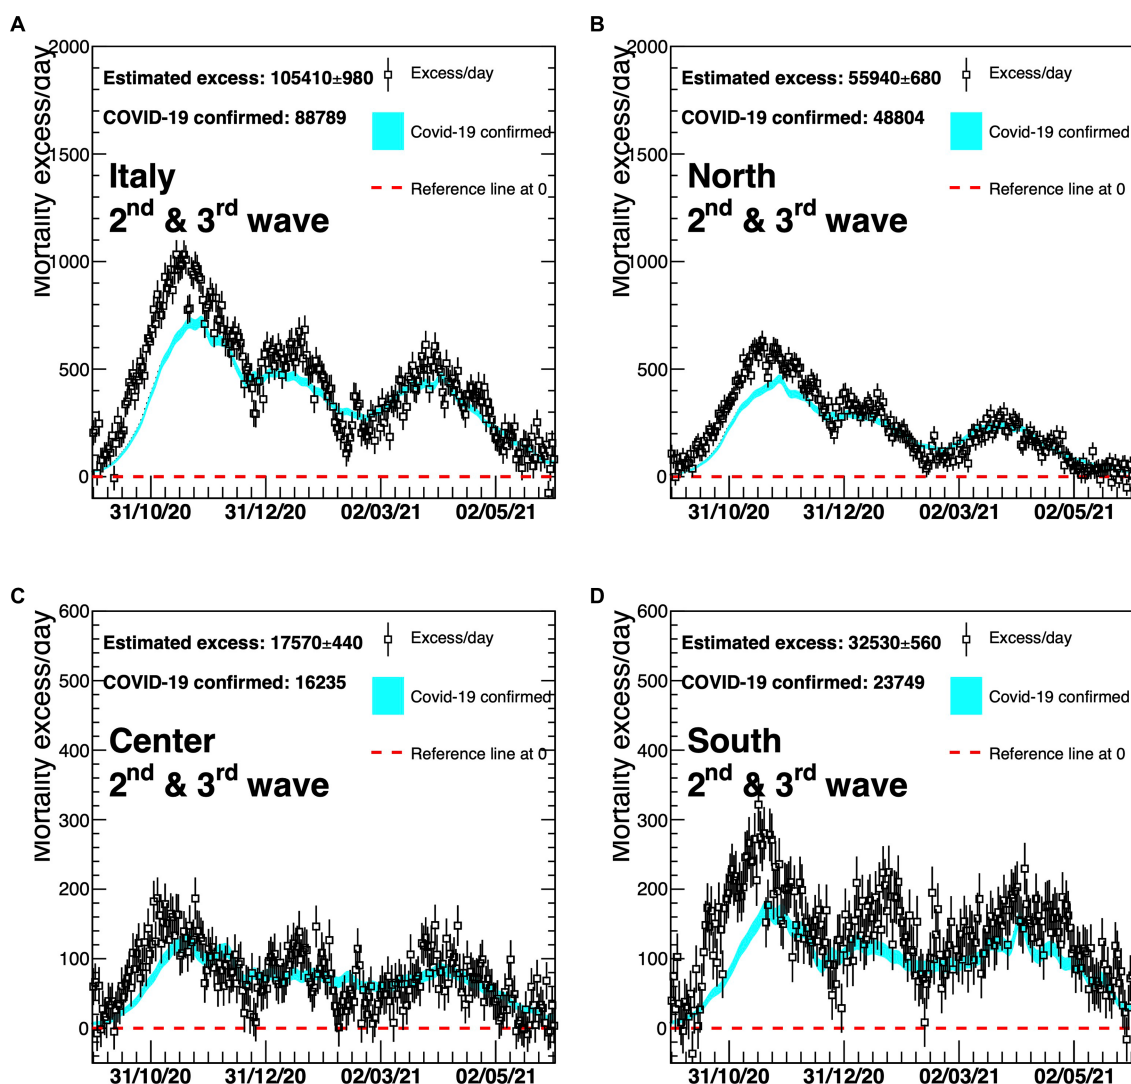 A
Mortality excess/day
2000
1500
1000
500
0
Estimated excess: 105410±980
COVID-19 confirmed: 88789
Excess/day
Covid-19 confirmed
Reference line at 0
Italy
2nd & 3rd wave
31/10/20 31/12/20 02/03/21 02/05/21
B
Mortality excess/day
2000
1500
1000
500
0
Estimated excess: 55940±680
COVID-19 confirmed: 48804
Excess/day
Covid-19 confirmed
Reference line at 0
North
2nd & 3rd wave
31/10/20 31/12/20 02/03/21 02/05/21
C
Mortality excess/day
600
500
400
300
200
100
0
Estimated excess: 17570±440
COVID-19 confirmed: 16235
Excess/day
Covid-19 confirmed
Reference line at 0
Center
2nd & 3rd wave
31/10/20 31/12/20 02/03/21 02/05/21
D
Mortality excess/day
600
500
400
300
200
100
0
Estimated excess: 32530±560
COVID-19 confirmed: 23749
Excess/day
Covid-19 confirmed
Reference line at 0
South
2nd & 3rd wave
31/10/20 31/12/20 02/03/21 02/05/21